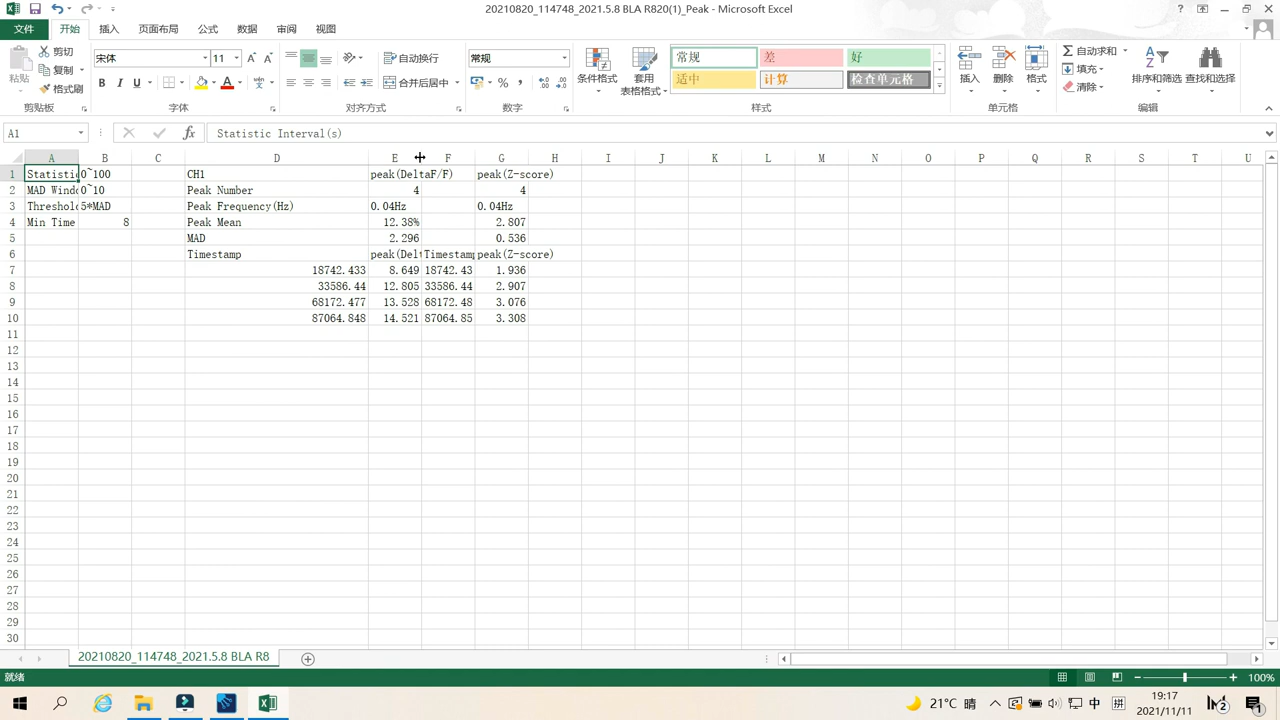 20210820_114748_2021.5.8 BLA R820(1)_Peak - Microsoft Excel
文件 开始 插入 页面布局 公式 数据 审阅 视图
粘贴 剪切 复制 格式刷 剪贴板
宋体 11 B I U A 字体
自动换行 合并后居中 对齐方式
常规 % , 数字
条件格式 套用表格格式 常规 差 好 适中 计算 检查单元格 样式
插入 删除 格式 单元格
自动求和 填充 清除 排序和筛选 查找和选择 编辑
A1 fx Statistic Interval(s)
A B C D E F G H I J K L M N O P Q R S T U
1 Statistic 0~100 CH1 peak(DeltaF/F) peak(Z-score)
2 MAD Windo 0~10 Peak Number 4 4
3 Threshold 5*MAD Peak Frequency(Hz) 0.04Hz 0.04Hz
4 Min Time 8 Peak Mean 12.38% 2.807
5 MAD 2.296 0.536
6 Timestamp peak(Delt Timestamp peak(Z-score)
7 18742.433 8.649 18742.43 1.936
8 33586.44 12.805 33586.44 2.907
9 68172.477 13.528 68172.48 3.076
10 87064.848 14.521 87064.85 3.308
11
12
13
14
15
16
17
18
19
20
21
22
23
24
25
26
27
28
29
30
20210820_114748_2021.5.8 BLA R8
就绪 100%
21°C 晴 中 拼 19:17 2 1
2021/11/11